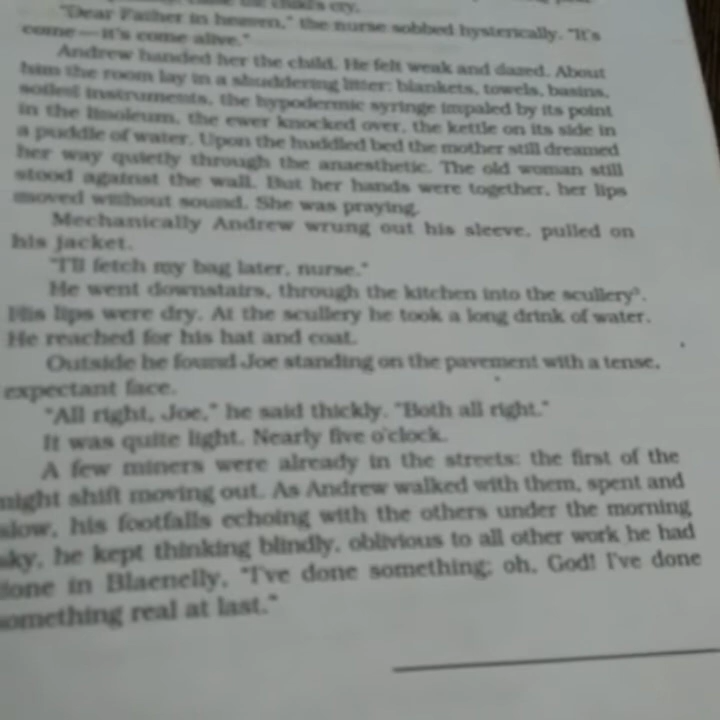 the child's cry.
"Dear Father in heaven," the nurse sobbed hysterically. "It's
come—it's come alive."
Andrew handed her the child. He felt weak and dazed. About
him the room lay in a shuddering litter: blankets, towels, basins,
soiled instruments, the hypodermic syringe impaled by its point
in the linoleum, the ewer knocked over, the kettle on its side in
a puddle of water. Upon the huddled bed the mother still dreamed
her way quietly through the anaesthetic. The old woman still
stood against the wall. But her hands were together, her lips
moved without sound. She was praying.
Mechanically Andrew wrung out his sleeve, pulled on
his jacket.
"I'll fetch my bag later, nurse."
He went downstairs, through the kitchen into the scullery⁵.
His lips were dry. At the scullery he took a long drink of water.
He reached for his hat and coat.
Outside he found Joe standing on the pavement with a tense,
expectant face.
"All right, Joe," he said thickly. "Both all right."
It was quite light. Nearly five o'clock.
A few miners were already in the streets: the first of the
night shift moving out. As Andrew walked with them, spent and
slow, his footfalls echoing with the others under the morning
sky, he kept thinking blindly, oblivious to all other work he had
done in Blaenelly, "I've done something; oh, God! I've done
something real at last."